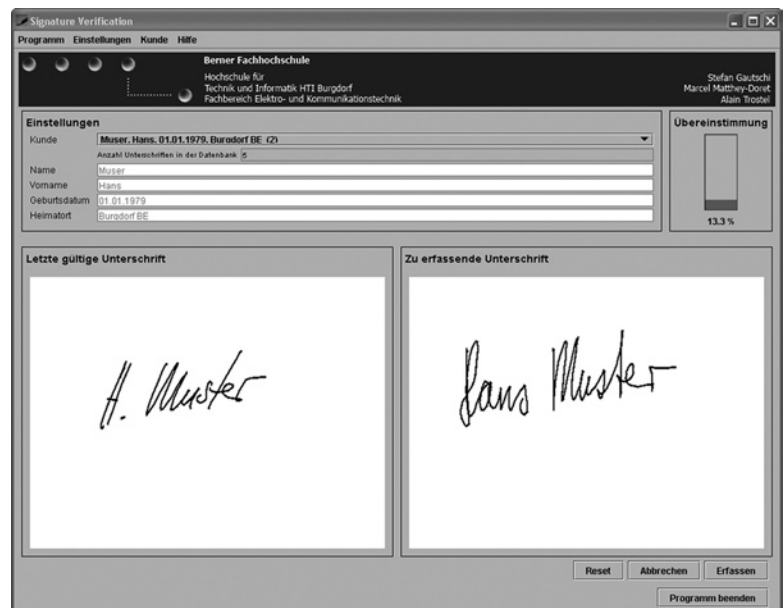 Signature Verification
Programm Einstellungen Kunde Hilfe
Berner Fachhochschule
Hochschule für
Technik und Informatik HTI Burgdorf
Fachbereich Elektro- und Kommunikationstechnik
Stefan Gautschi
Marcel Matthey-Doret
Alain Trostel
Einstellungen
Kunde Muser, Hans, 01.01.1979, Burgdorf BE (2)
Anzahl Unterschriften in der Datenbank 5
Name Muser
Vorname Hans
Geburtsdatum 01.01.1979
Heimatort Burgdorf BE
Übereinstimmung
13.3 %
Letzte gültige Unterschrift
H. Muster
Zu erfassende Unterschrift
Hans Muster
Reset Abbrechen Erfassen
Programm beenden